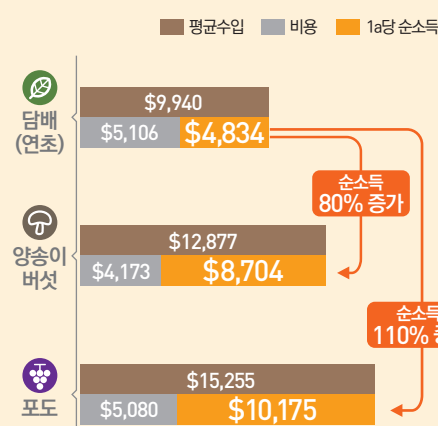 평균수입 비용 1a당 순소득
담배
(연초)
$9,940
$5,106 $4,834
순소득
80% 증가
양송이
버섯
$12,877
$4,173 $8,704
순소득
110%
포도
$15,255
$5,080 $10,175